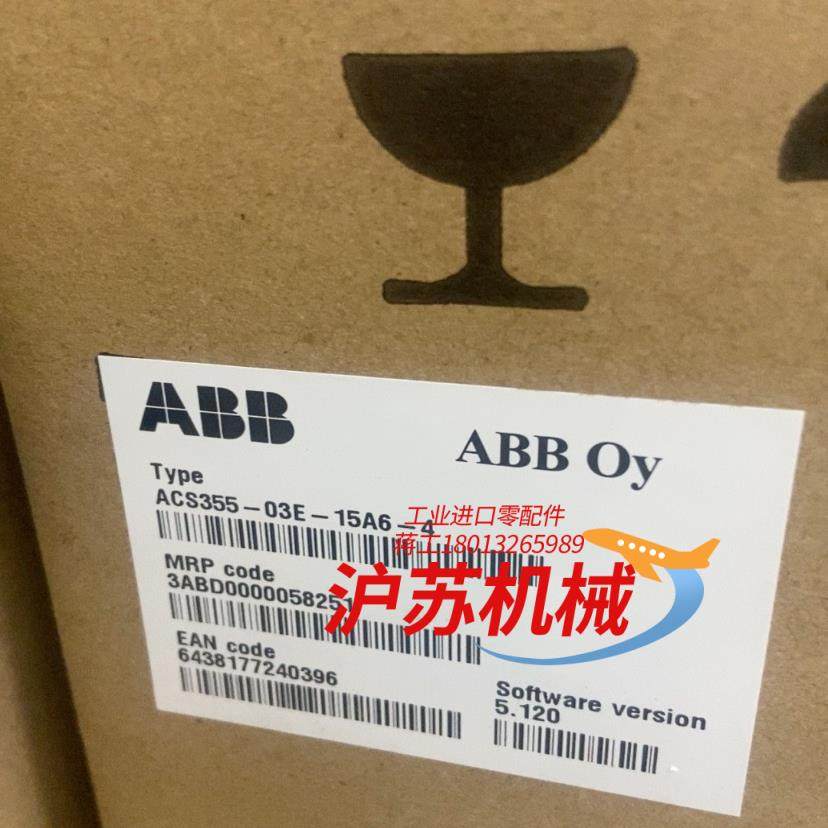 ABB
ABB Oy
Type
ACS355-03E-15A6-4
工业进口零配件
蒋工18013265989
MRP code
3ABD0000058251
沪苏机械
EAN code
6438177240396
Software version
5.120